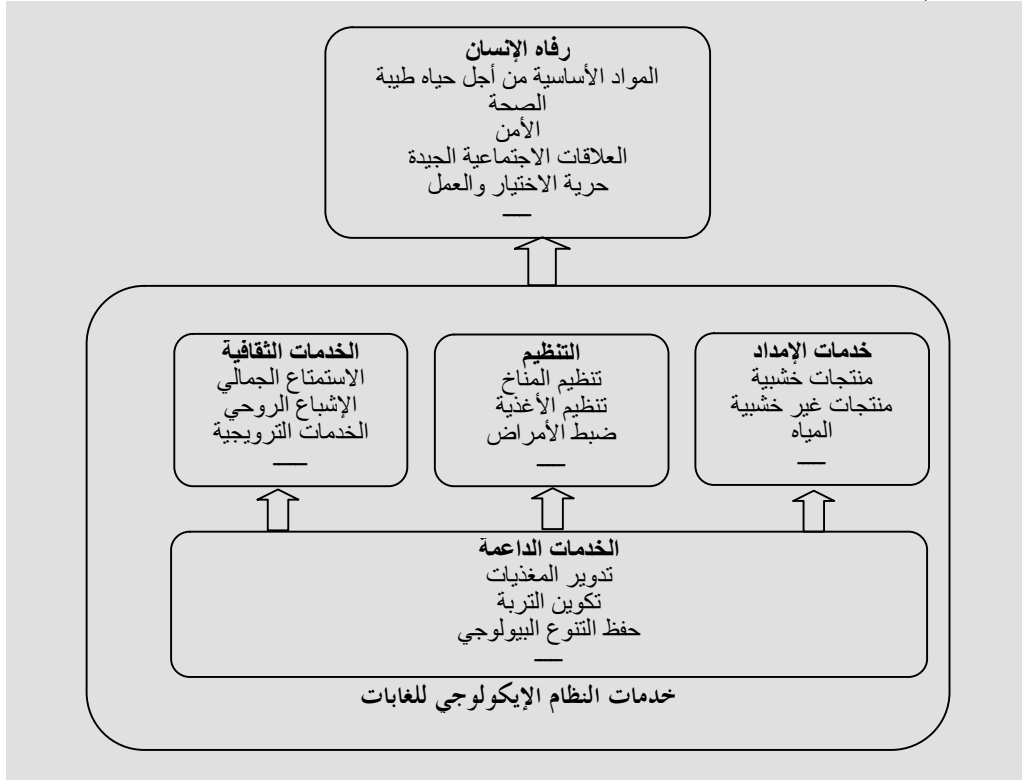 رفاه الإنسان
المواد الأساسية من أجل حياه طيبة
الصحة
الأمن
العلاقات الاجتماعية الجيدة
حرية الاختيار والعمل
خدمات الإمداد
منتجات خشبية
منتجات غير خشبية
المياه
التنظيم
تنظيم المناخ
تنظيم الأغذية
ضبط الأمراض
الخدمات الثقافية
الاستمتاع الجمالي
الإشباع الروحي
الخدمات الترويجية
الخدمات الداعمة
تدوير المغذيات
تكوين التربة
حفظ التنوع البيولوجي
خدمات النظام الإيكولوجي للغابات